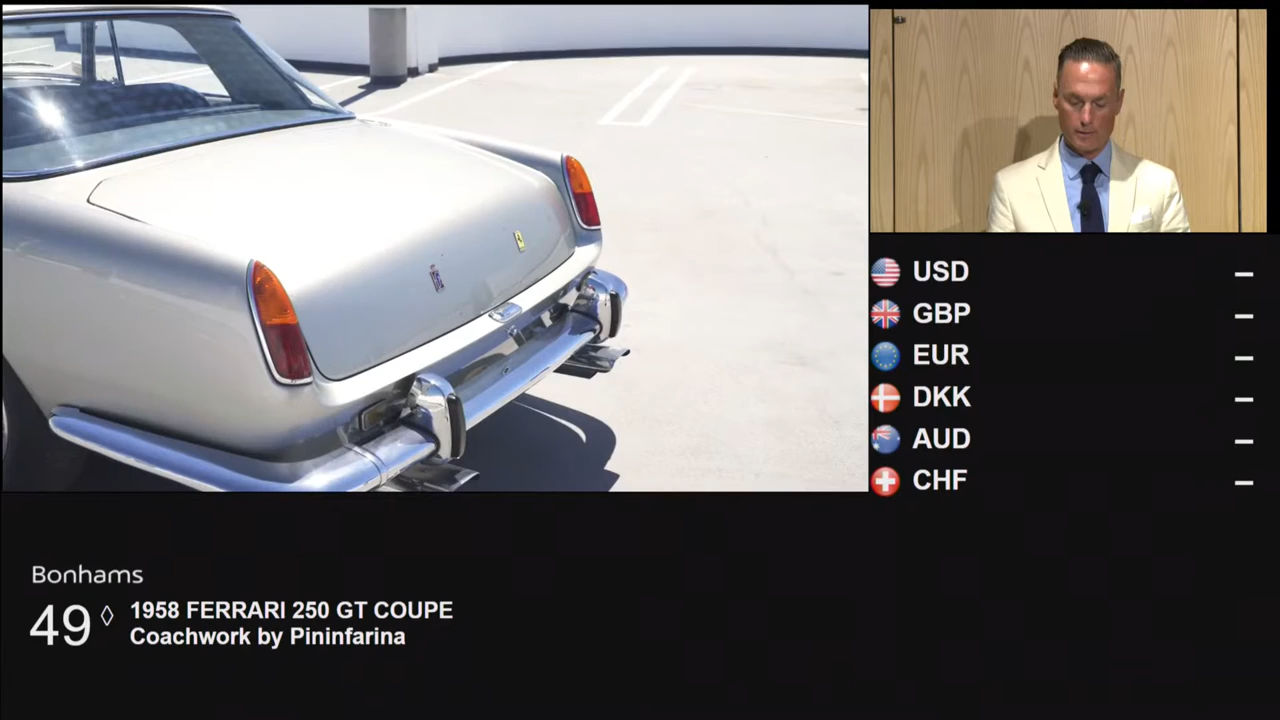 USD –
GBP –
EUR –
DKK –
AUD –
CHF –
Bonhams
49 ◊ 1958 FERRARI 250 GT COUPE
Coachwork by Pininfarina